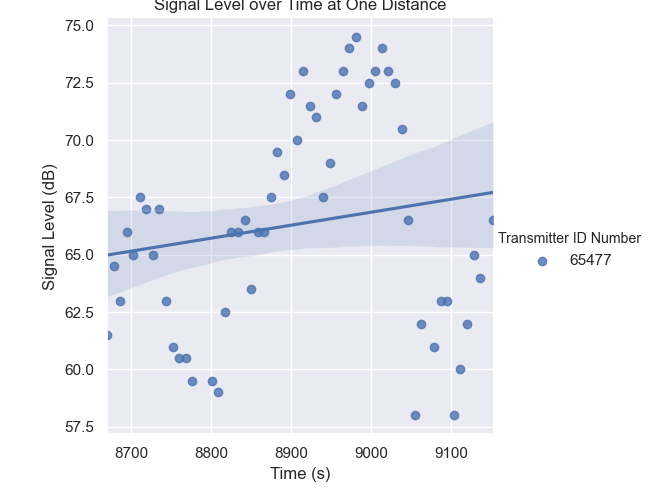 Signal Level over Time at One Distance
75.0
72.5
70.0
67.5
65.0
62.5
60.0
57.5
Signal Level (dB)
8700 8800 8900 9000 9100
Time (s)
Transmitter ID Number
65477